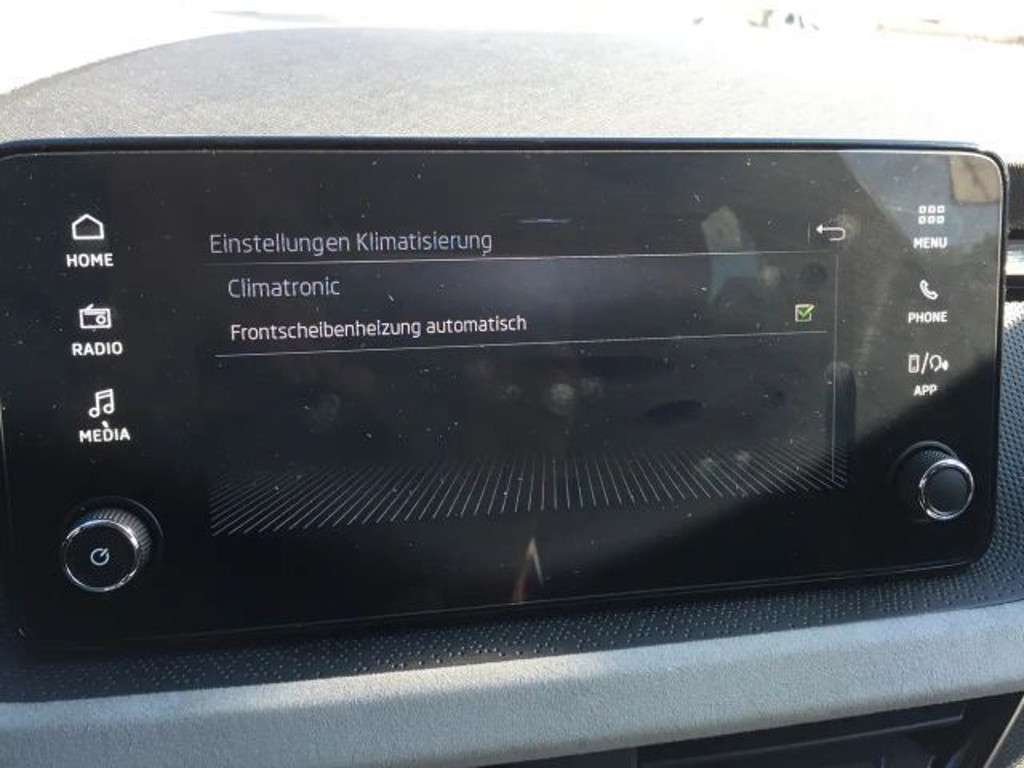 HOME
RADIO
MEDIA
Einstellungen Klimatisierung
Climatronic
Frontscheibenheizung automatisch
MENU
PHONE
APP